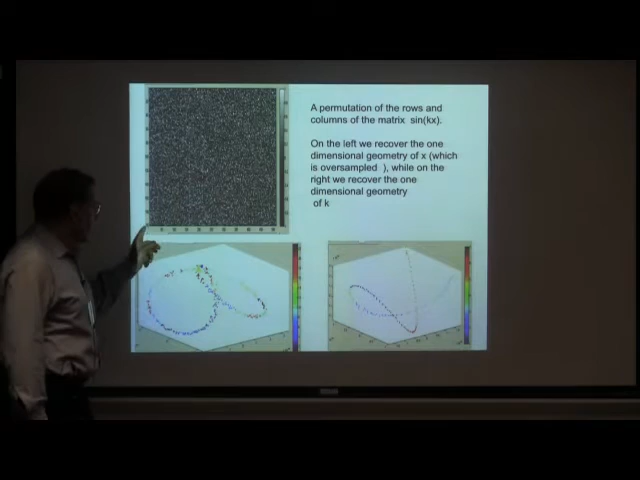 A permutation of the rows and
columns of the matrix sin(kx).
On the left we recover the one
dimensional geometry of x (which
is oversampled ), while on the
right we recover the one
dimensional geometry
of k